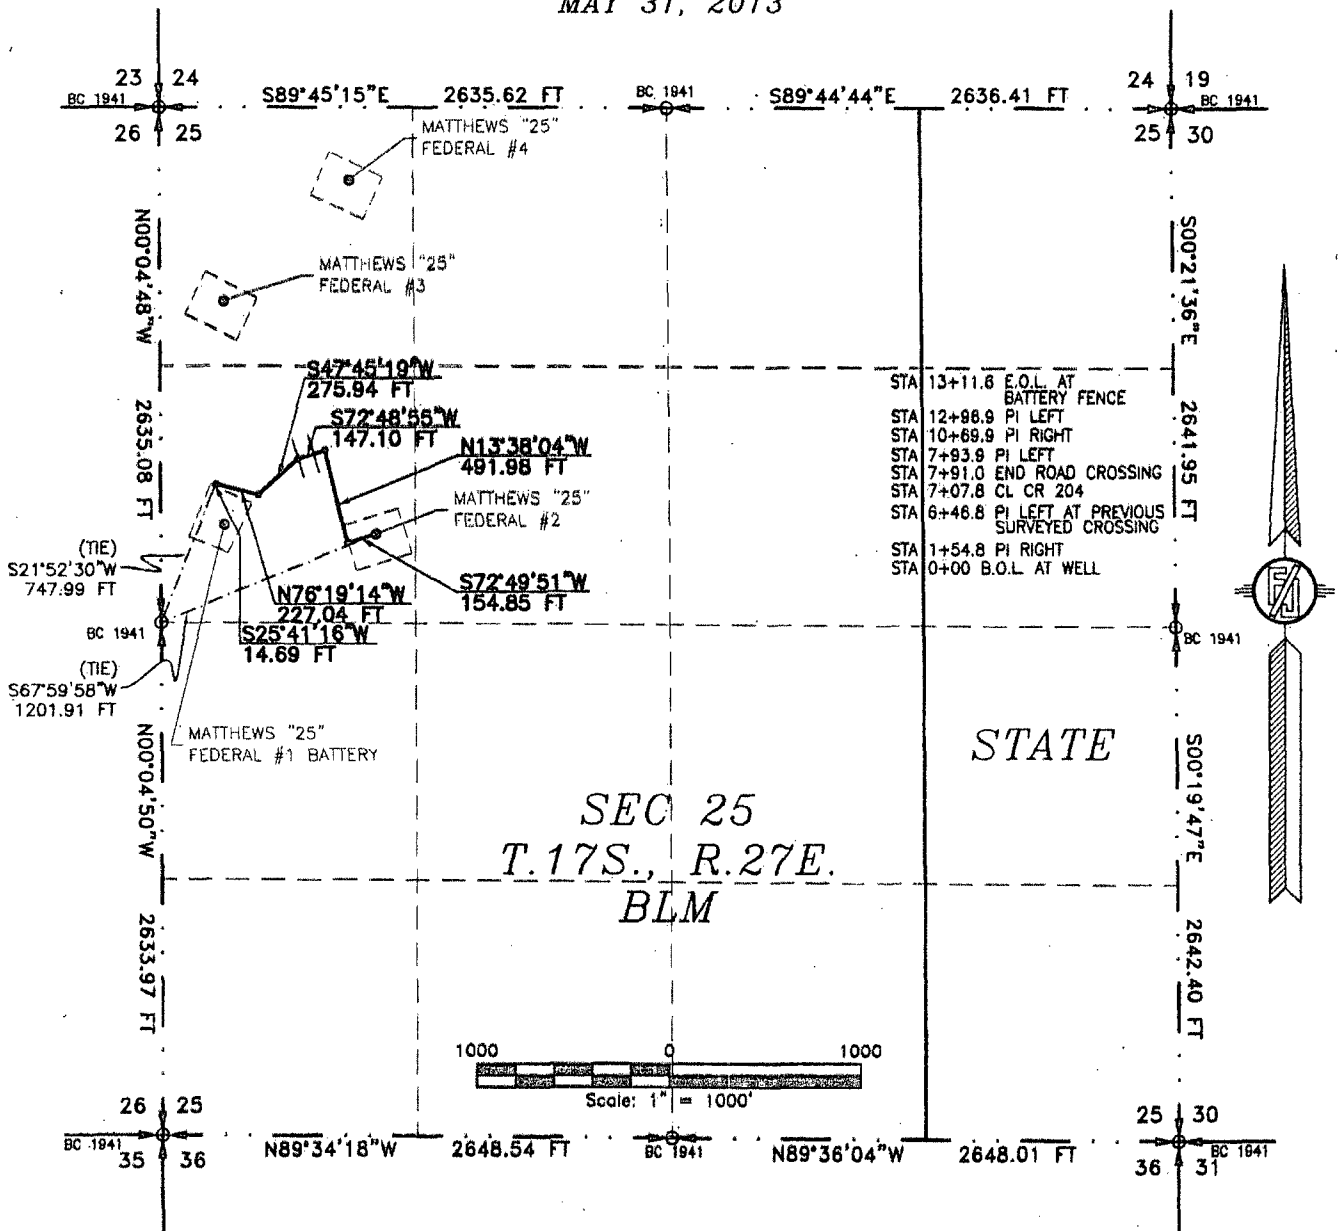 MAY 31, 2013
23 24
BC 1941
26 25
S89°45'15"E 2635.62 FT
BC 1941
S89°44'44"E 2636.41 FT
24 19
BC 1941
25 30
MATTHEWS "25"
FEDERAL #4
MATTHEWS "25"
FEDERAL #3
N00°04'48"W 2635.08 FT
S00°21'36"E 2641.95 FT
S47°45'19"W
275.94 FT
S72°48'55"W
147.10 FT
N13°38'04"W
491.98 FT
MATTHEWS "25"
FEDERAL #2
S72°49'51"W
154.85 FT
N76°19'14"W
227.04 FT
S25°41'16"W
14.69 FT
STA 13+11.6 E.O.L. AT
BATTERY FENCE
STA 12+96.9 PI LEFT
STA 10+69.9 PI RIGHT
STA 7+93.9 PI LEFT
STA 7+91.0 END ROAD CROSSING
STA 7+07.8 CL CR 204
STA 6+46.8 PI LEFT AT PREVIOUS
SURVEYED CROSSING
STA 1+54.8 PI RIGHT
STA 0+00 B.O.L. AT WELL
(TIE)
S21°52'30"W
747.99 FT
BC 1941
(TIE)
S67°59'58"W
1201.91 FT
BC 1941
MATTHEWS "25"
FEDERAL #1 BATTERY
STATE
SEC 25
T.17S., R.27E.
BLM
N00°04'50"W 2633.97 FT
S00°19'47"E 2642.40 FT
1000 0 1000
Scale: 1" = 1000'
26 25
BC 1941
35 36
N89°34'18"W 2648.54 FT
BC 1941
N89°36'04"W 2648.01 FT
25 30
BC 1941
36 31